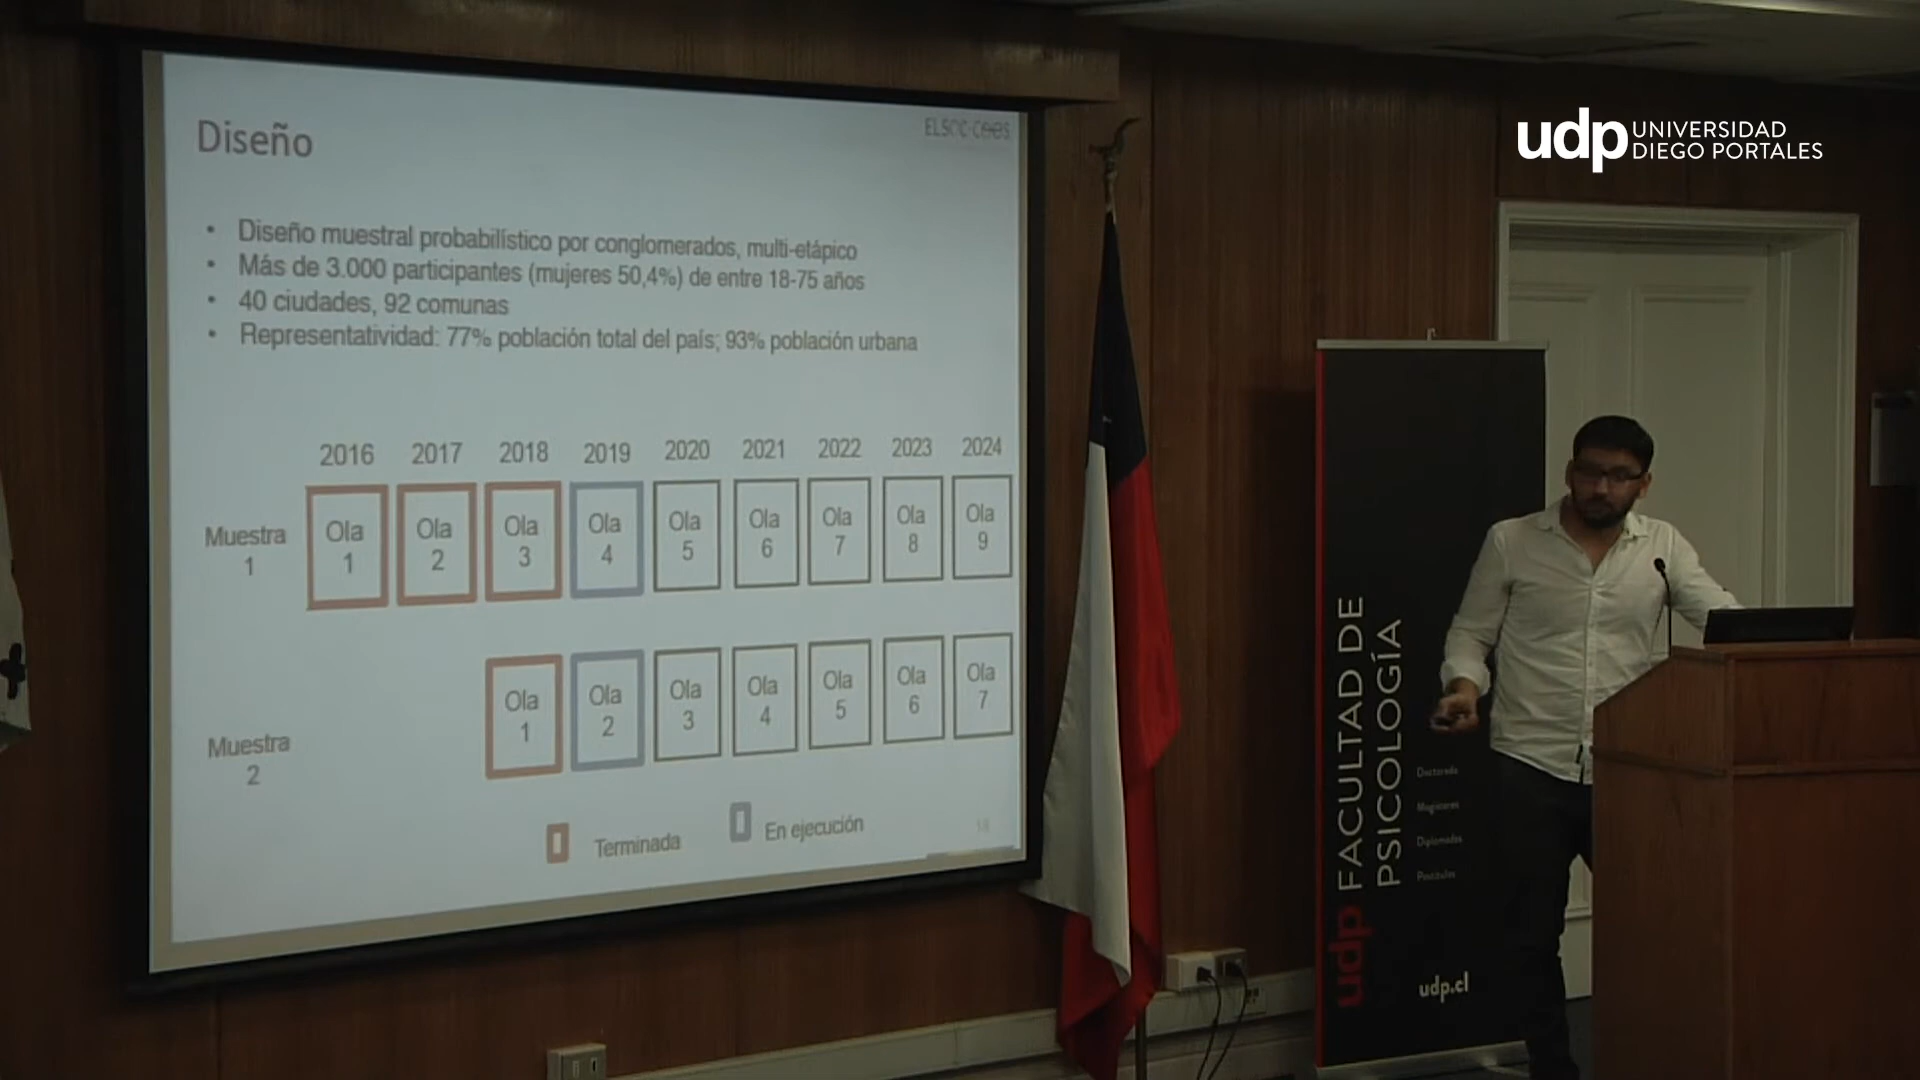 Diseño
ELSOC·coes
• Diseño muestral probabilístico por conglomerados, multi-etápico
• Más de 3.000 participantes (mujeres 50,4%) de entre 18-75 años
• 40 ciudades, 92 comunas
• Representatividad: 77% población total del país; 93% población urbana
2016 2017 2018 2019 2020 2021 2022 2023 2024
Muestra 1
Ola 1
Ola 2
Ola 3
Ola 4
Ola 5
Ola 6
Ola 7
Ola 8
Ola 9
Muestra 2
Ola 1
Ola 2
Ola 3
Ola 4
Ola 5
Ola 6
Ola 7
Terminada
En ejecución
udp UNIVERSIDAD
DIEGO PORTALES
udp FACULTAD DE
PSICOLOGÍA
Doctorado
Magísteres
Diplomados
Postítulos
udp.cl